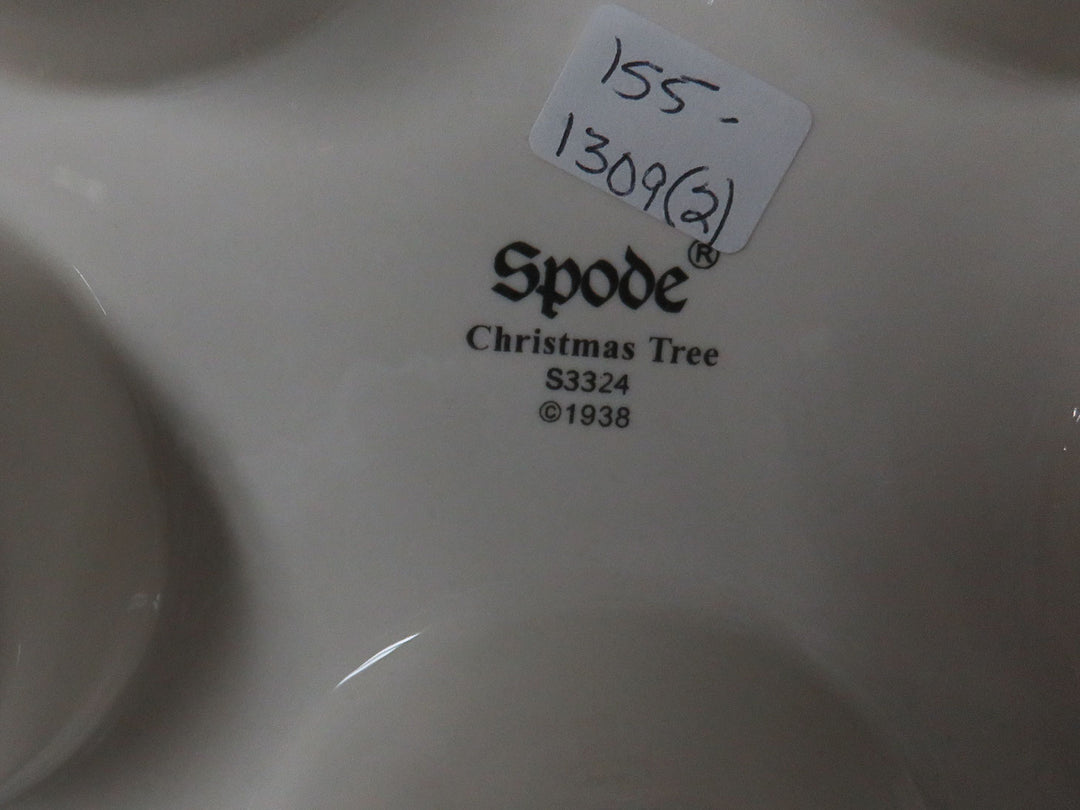 155-
1309(2)
Spode®
Christmas Tree
S3324
©1938